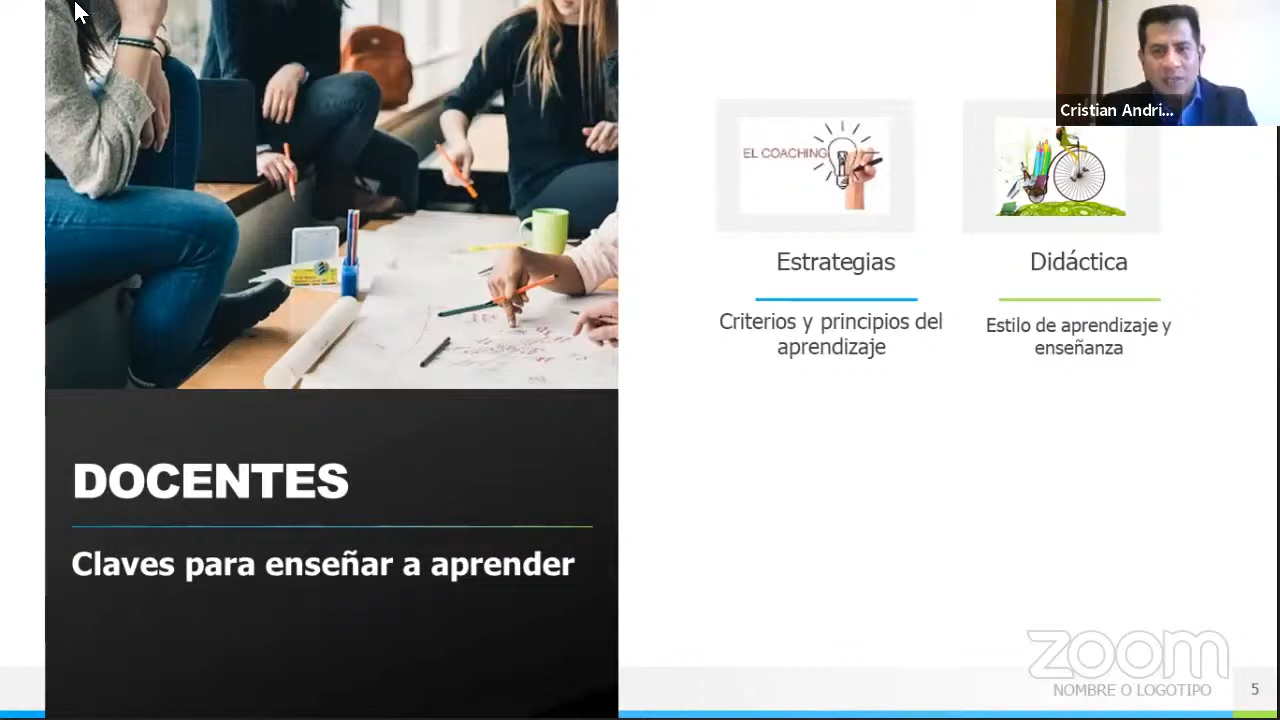 Cristian Andri...
EL COACHING
Estrategias
Didáctica
Criterios y principios del
aprendizaje
Estilo de aprendizaje y
enseñanza
DOCENTES
Claves para enseñar a aprender
zoom
NOMBRE O LOGOTIPO
5